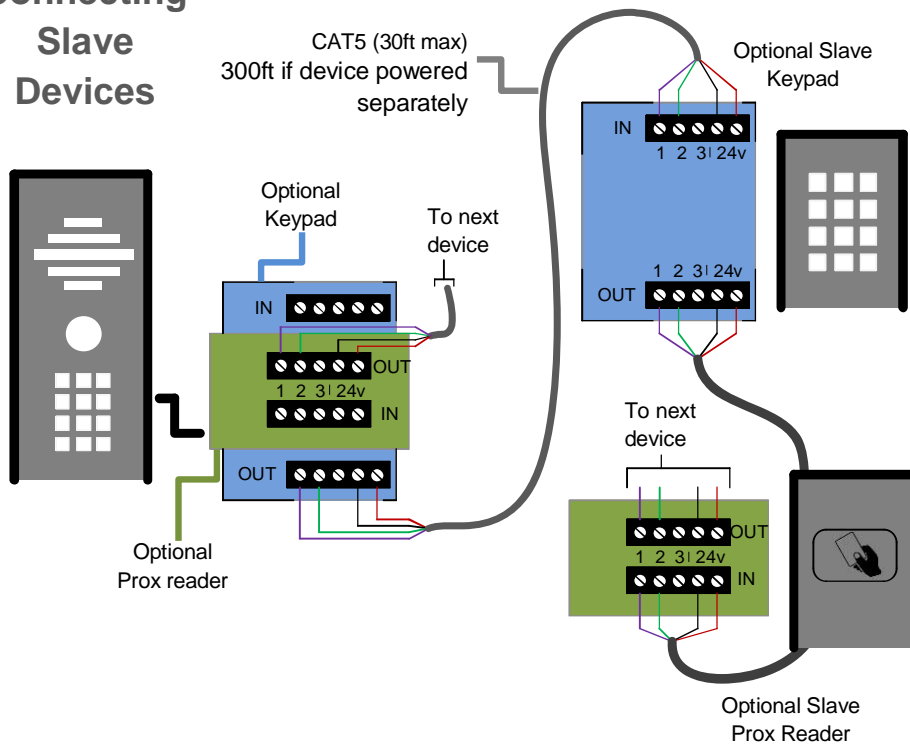 Slave
Devices
CAT5 (30ft max)
300ft if device powered
separately
Optional Slave
Keypad
IN
1 2 3 24v
1 2 3 24v
OUT
Optional
Keypad
To next
device
IN
OUT
1 2 3 24v
IN
OUT
Optional
Prox reader
To next
device
OUT
1 2 3 24v
IN
Optional Slave
Prox Reader